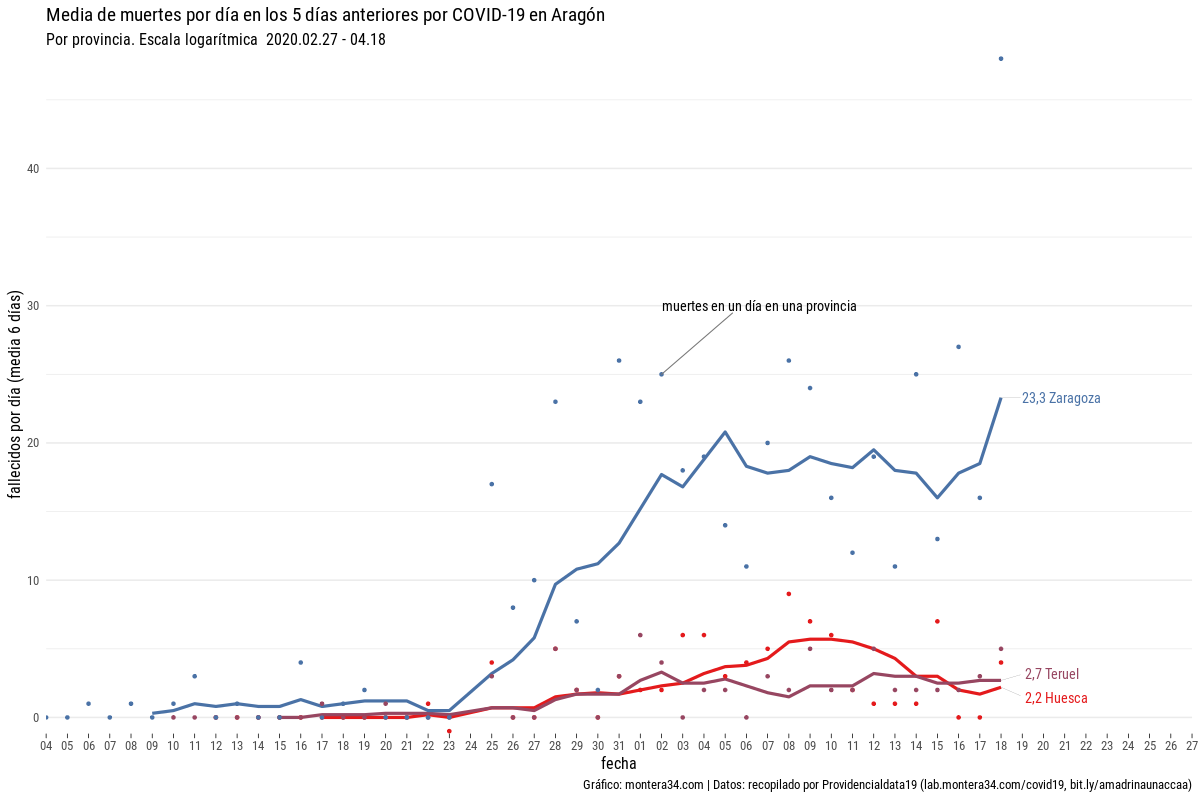 Media de muertes por día en los 5 días anteriores por COVID-19 en Aragón
Por provincia. Escala logarítmica 2020.02.27 - 04.18
40
30
20
10
0
fallecidos por día (media 6 días)
muertes en un día en una provincia
23,3 Zaragoza
2,7 Teruel
2,2 Huesca
04 05 06 07 08 09 10 11 12 13 14 15 16 17 18 19 20 21 22 23 24 25 26 27 28 29 30 31 01 02 03 04 05 06 07 08 09 10 11 12 13 14 15 16 17 18 19 20 21 22 23 24 25 26 27
fecha
Gráfico: montera34.com | Datos: recopilado por Providencialdata19 (lab.montera34.com/covid19, bit.ly/amadrinaunaccaa)